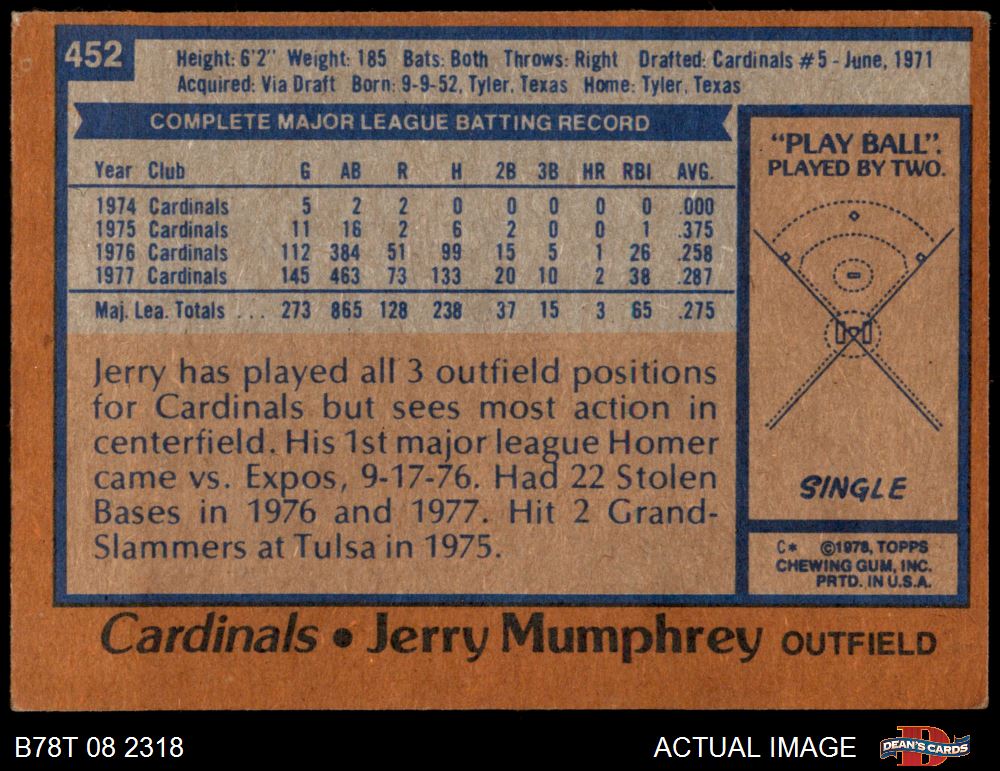 452
Height: 6'2" Weight: 185 Bats: Both Throws: Right Drafted: Cardinals #5 - June, 1971
Acquired: Via Draft Born: 9-9-52, Tyler, Texas Home: Tyler, Texas
COMPLETE MAJOR LEAGUE BATTING RECORD
Year Club G AB R H 2B 3B HR RBI AVG.
1974 Cardinals 5 2 2 0 0 0 0 0 .000
1975 Cardinals 11 16 2 6 2 0 0 1 .375
1976 Cardinals 112 384 51 99 15 5 1 26 .258
1977 Cardinals 145 463 73 133 20 10 2 38 .287
Maj. Lea. Totals ... 273 865 128 238 37 15 3 65 .275
Jerry has played all 3 outfield positions
for Cardinals but sees most action in
centerfield. His 1st major league Homer
came vs. Expos, 9-17-76. Had 22 Stolen
Bases in 1976 and 1977. Hit 2 Grand-
Slammers at Tulsa in 1975.
"PLAY BALL".
PLAYED BY TWO.
SINGLE
C* ©1978, TOPPS
CHEWING GUM, INC.
PRTD. IN U.S.A.
Cardinals • Jerry Mumphrey OUTFIELD
B78T 08 2318
ACTUAL IMAGE
D
DEAN'S CARDS